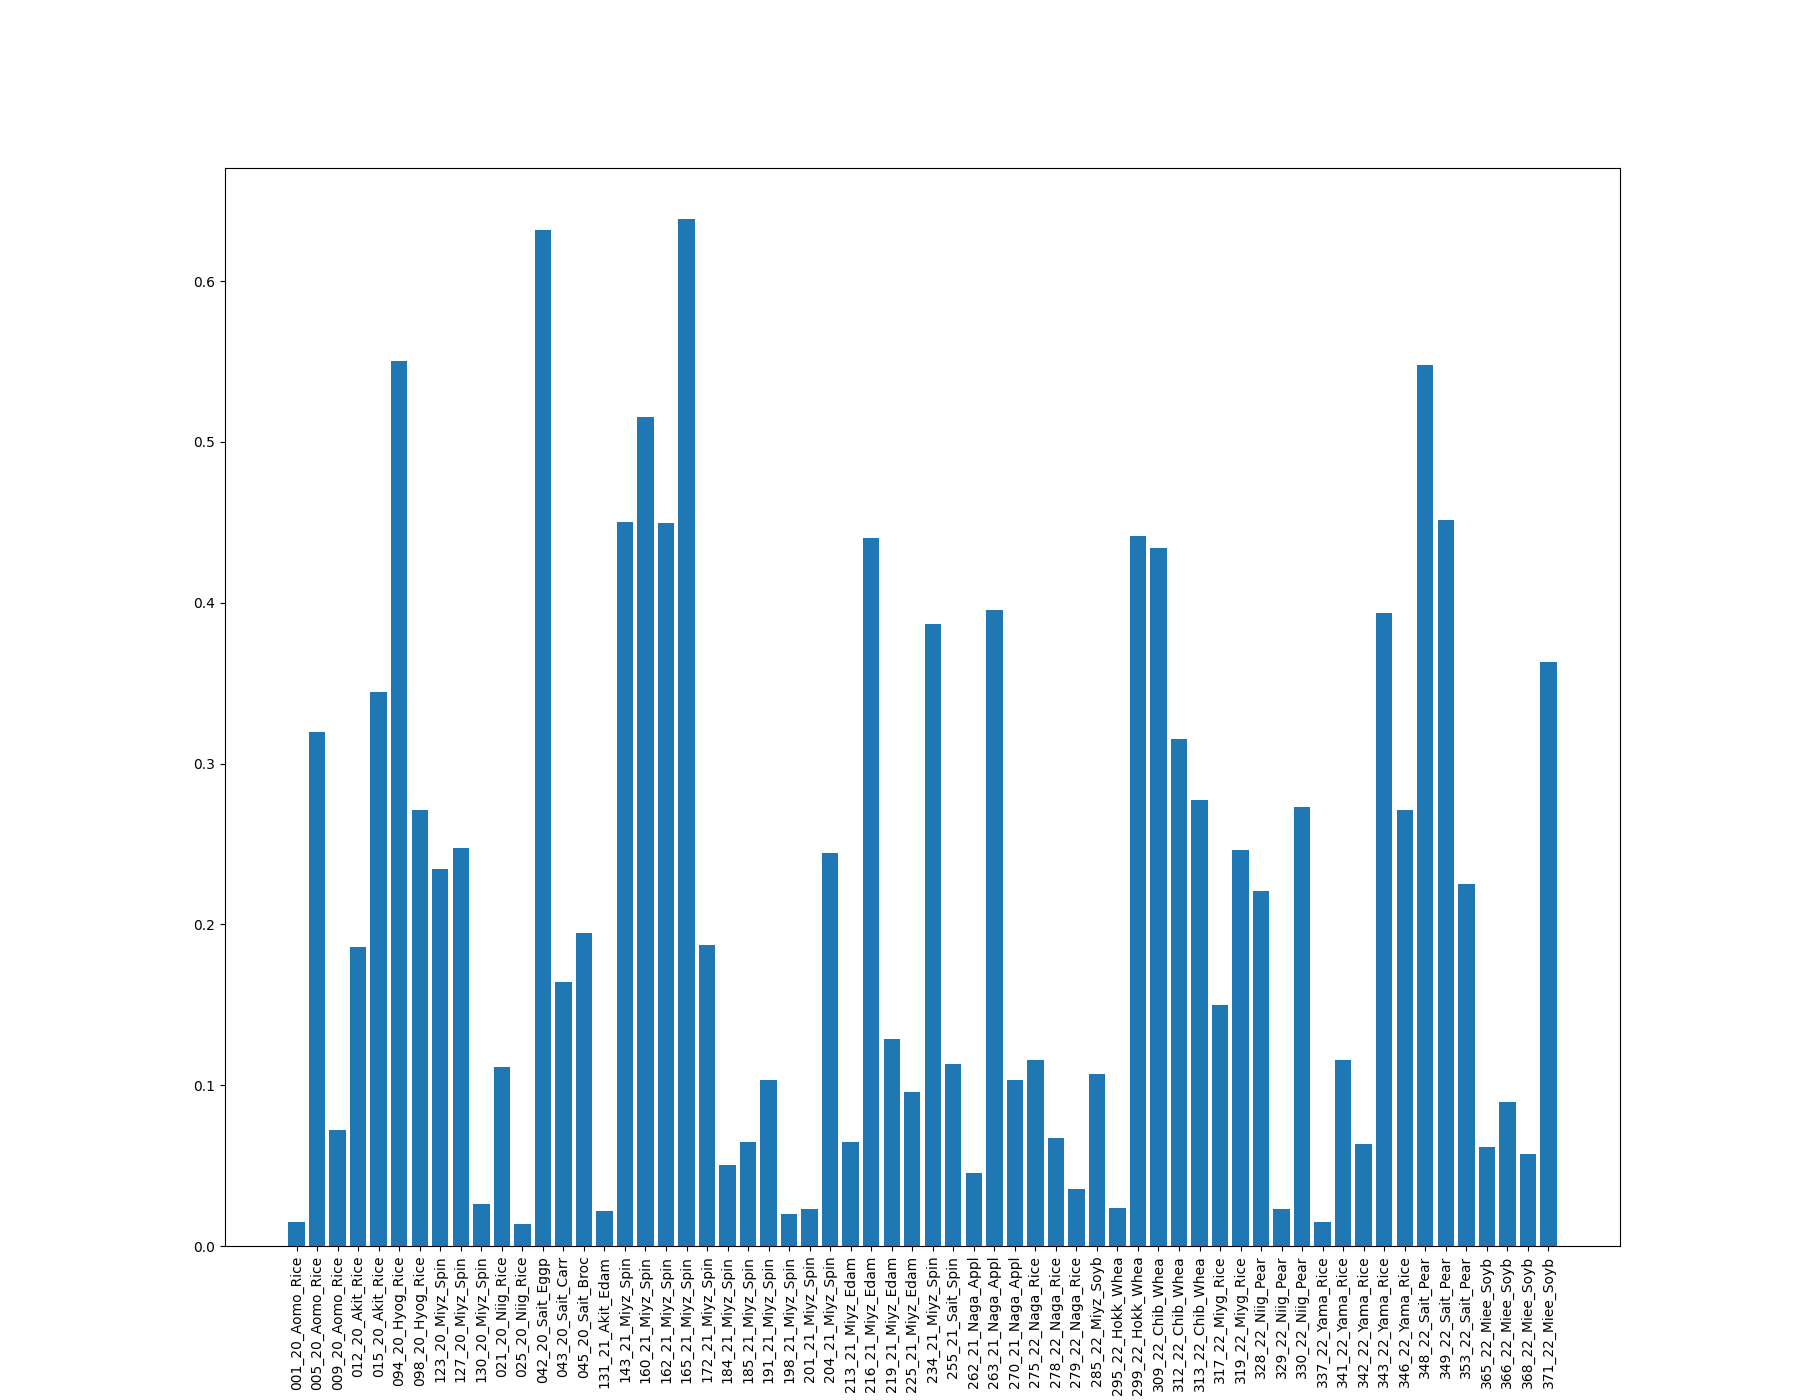 0.6
0.5
0.4
0.3
0.2
0.1
0.0
001_20_Aomo_Rice
005_20_Aomo_Rice
009_20_Aomo_Rice
012_20_Akit_Rice
015_20_Akit_Rice
094_20_Hyog_Rice
098_20_Hyog_Rice
123_20_Miyz_Spin
127_20_Miyz_Spin
130_20_Miyz_Spin
021_20_Niig_Rice
025_20_Niig_Rice
042_20_Sait_Eggp
043_20_Sait_Carr
045_20_Sait_Broc
131_21_Akit_Edam
143_21_Miyz_Spin
160_21_Miyz_Spin
162_21_Miyz_Spin
165_21_Miyz_Spin
172_21_Miyz_Spin
184_21_Miyz_Spin
185_21_Miyz_Spin
191_21_Miyz_Spin
198_21_Miyz_Spin
201_21_Miyz_Spin
204_21_Miyz_Spin
213_21_Miyz_Edam
216_21_Miyz_Edam
219_21_Miyz_Edam
225_21_Miyz_Edam
234_21_Miyz_Spin
255_21_Sait_Spin
262_21_Naga_Appl
263_21_Naga_Appl
270_21_Naga_Appl
275_22_Naga_Rice
278_22_Naga_Rice
279_22_Naga_Rice
285_22_Miyz_Soyb
295_22_Hokk_Whea
299_22_Hokk_Whea
309_22_Chib_Whea
312_22_Chib_Whea
313_22_Chib_Whea
317_22_Miyg_Rice
319_22_Miyg_Rice
328_22_Niig_Pear
329_22_Niig_Pear
330_22_Niig_Pear
337_22_Yama_Rice
341_22_Yama_Rice
342_22_Yama_Rice
343_22_Yama_Rice
346_22_Yama_Rice
348_22_Sait_Pear
349_22_Sait_Pear
353_22_Sait_Pear
365_22_Miee_Soyb
366_22_Miee_Soyb
368_22_Miee_Soyb
371_22_Miee_Soyb